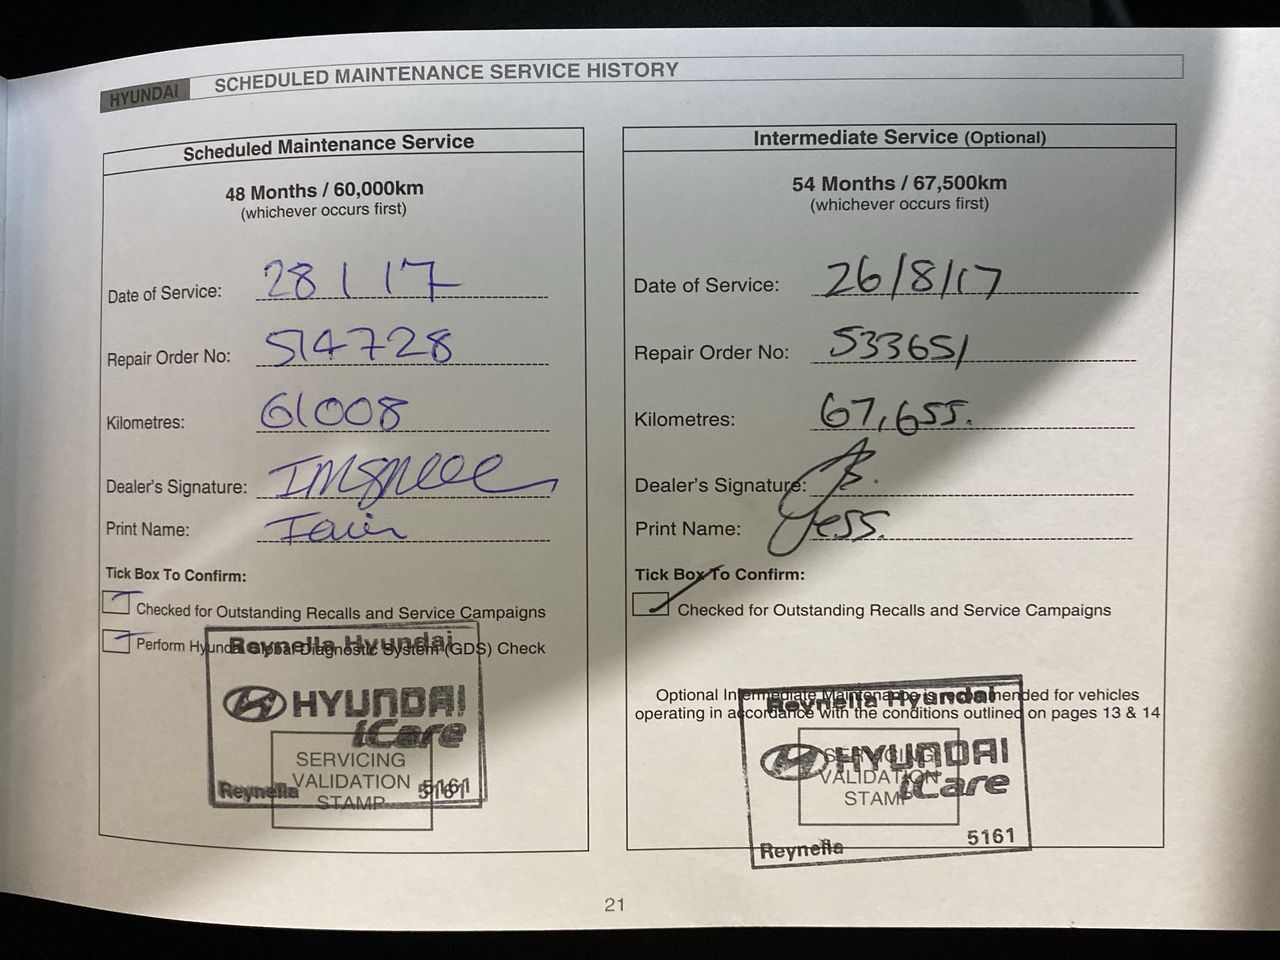 HYUNDAI SCHEDULED MAINTENANCE SERVICE HISTORY
Scheduled Maintenance Service
48 Months / 60,000km
(whichever occurs first)
Date of Service: 28 1 17
Repair Order No: 514728
Kilometres: 61008
Dealer's Signature:
Print Name: Iain
Tick Box To Confirm:
Checked for Outstanding Recalls and Service Campaigns
Perform Hyundai Global Diagnostic System (GDS) Check
Reynella Hyundai
HYUNDAI
iCare
SERVICING
VALIDATION
STAMP
Reynella 5161
Intermediate Service (Optional)
54 Months / 67,500km
(whichever occurs first)
Date of Service: 26/8/17
Repair Order No: 533651
Kilometres: 67,655.
Dealer's Signature:
Print Name: Jess.
Tick Box To Confirm:
Checked for Outstanding Recalls and Service Campaigns
Optional Intermediate Maintenance is recommended for vehicles
operating in accordance with the conditions outlined on pages 13 & 14
Reynella Hyundai
HYUNDAI
iCare
SERVICING
VALIDATION
STAMP
Reynella 5161
21